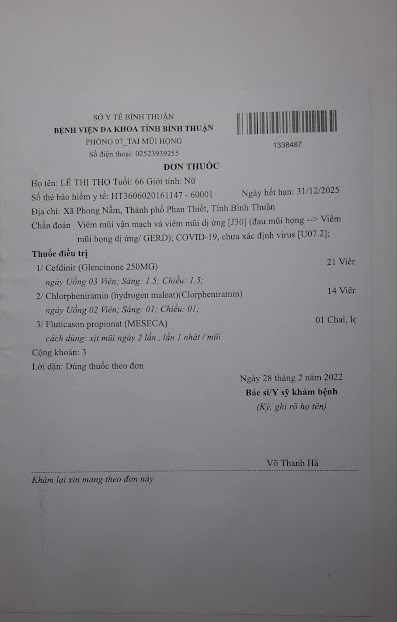 SỞ Y TẾ BÌNH THUẬN
BỆNH VIỆN ĐA KHOA TỈNH BÌNH THUẬN
PHÒNG 07_TAI MŨI HỌNG
Số điện thoại: 02523939255
1338487
ĐƠN THUỐC
Họ tên: LÊ THỊ THỌ Tuổi: 66 Giới tính: Nữ
Số thẻ bảo hiểm y tế: HT3606020161147 - 60001 Ngày hết hạn: 31/12/2025
Địa chỉ: Xã Phong Nẫm, Thành phố Phan Thiết, Tỉnh Bình Thuận
Chẩn đoán Viêm mũi vận mạch và viêm mũi dị ứng [J30] (đau mũi họng --> Viêm
mũi họng dị ứng/ GERD); COVID-19, chưa xác định virus [U07.2];
Thuốc điều trị
1/ Cefdinir (Glencinone 250MG) 21 Viên
ngày Uống 03 Viên; Sáng: 1.5; Chiều: 1.5;
2/ Chlorpheniramin (hydrogen maleat)(Clorpheniramin) 14 Viên
ngày Uống 02 Viên; Sáng: 01; Chiều: 01;
3/ Fluticason propionat (MESECA) 01 Chai, lọ
cách dùng: xịt mũi ngày 2 lần , lần 1 nhát / mũi
Cộng khoản: 3
Lời dặn: Dùng thuốc theo đơn
Ngày 28 tháng 2 năm 2022
Bác sĩ/Y sỹ khám bệnh
(Ký, ghi rõ họ tên)
Võ Thanh Hà
Khám lại xin mang theo đơn này